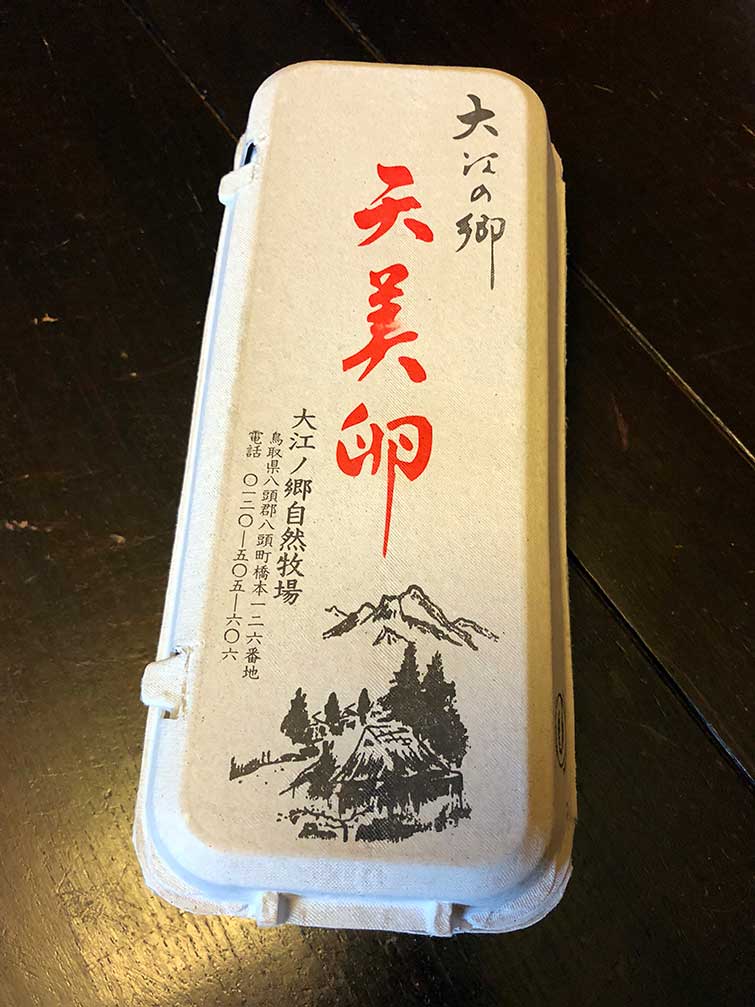 大江の郷
天美卵
大江ノ郷自然牧場
鳥取県八頭郡八頭町橋本一二六番地
電話 〇一二〇―五〇五―六〇六